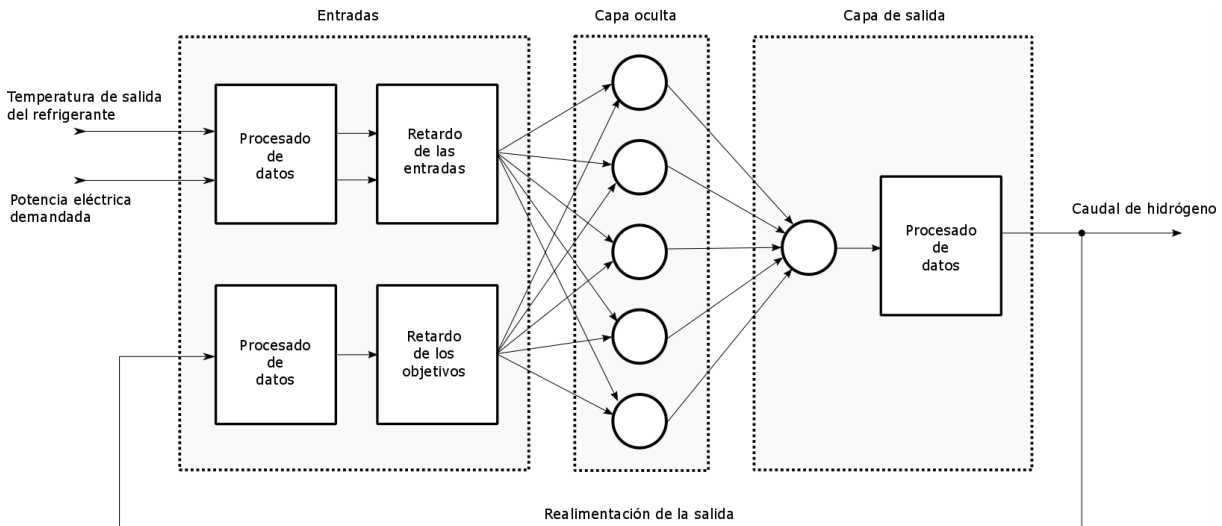 Entradas
Capa oculta
Capa de salida
Temperatura de salida
del refrigerante
Procesado
de
datos
Retardo
de las
entradas
Potencia eléctrica
demandada
Procesado
de
datos
Caudal de hidrógeno
Procesado
de
datos
Retardo
de los
objetivos
Realimentación de la salida